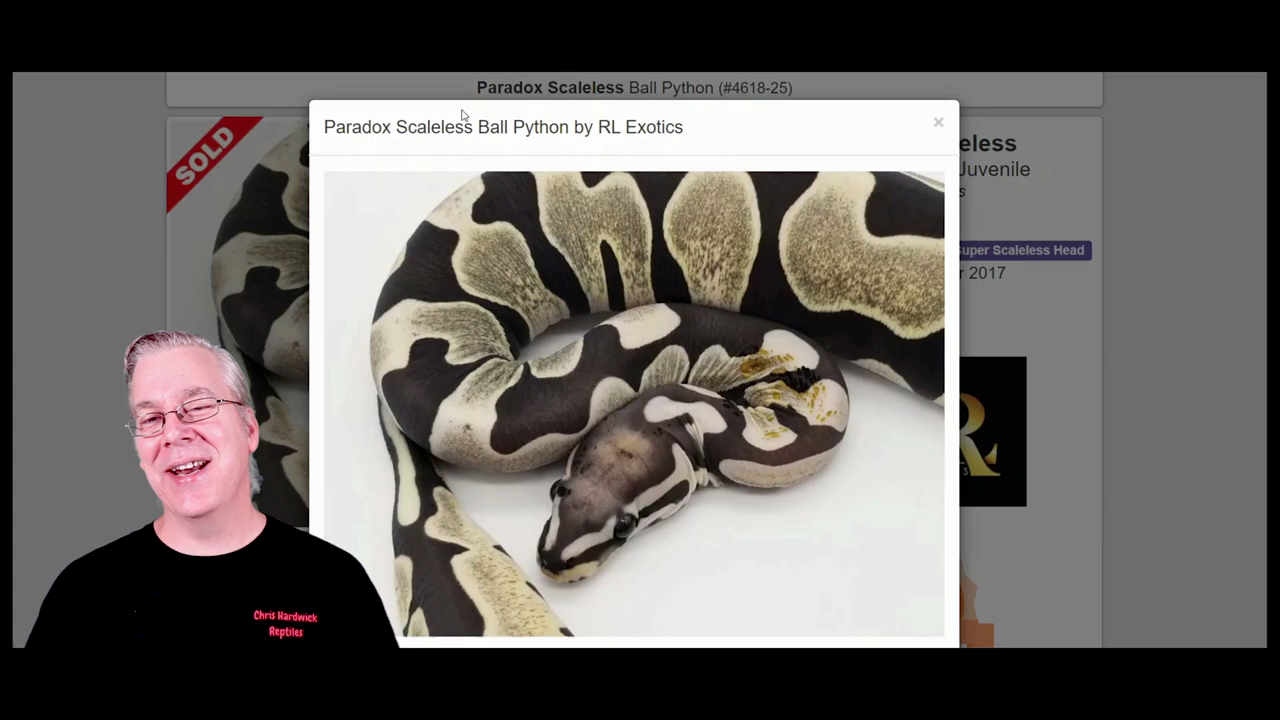 Paradox Scaleless Ball Python (#4618-25)
Paradox Scaleless Ball Python by RL Exotics
×
SOLD
eless
Juvenile
s
Super Scaleless Head
r 2017
R
Chris Hardwick
Reptiles